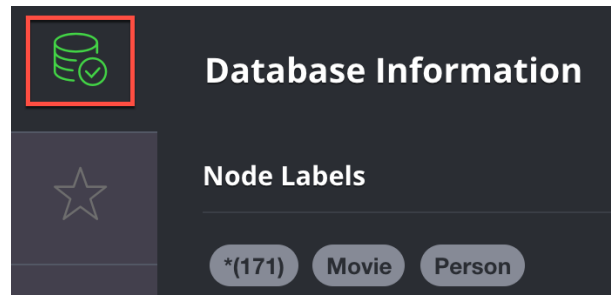 Database Information
Node Labels
*(171) Movie Person